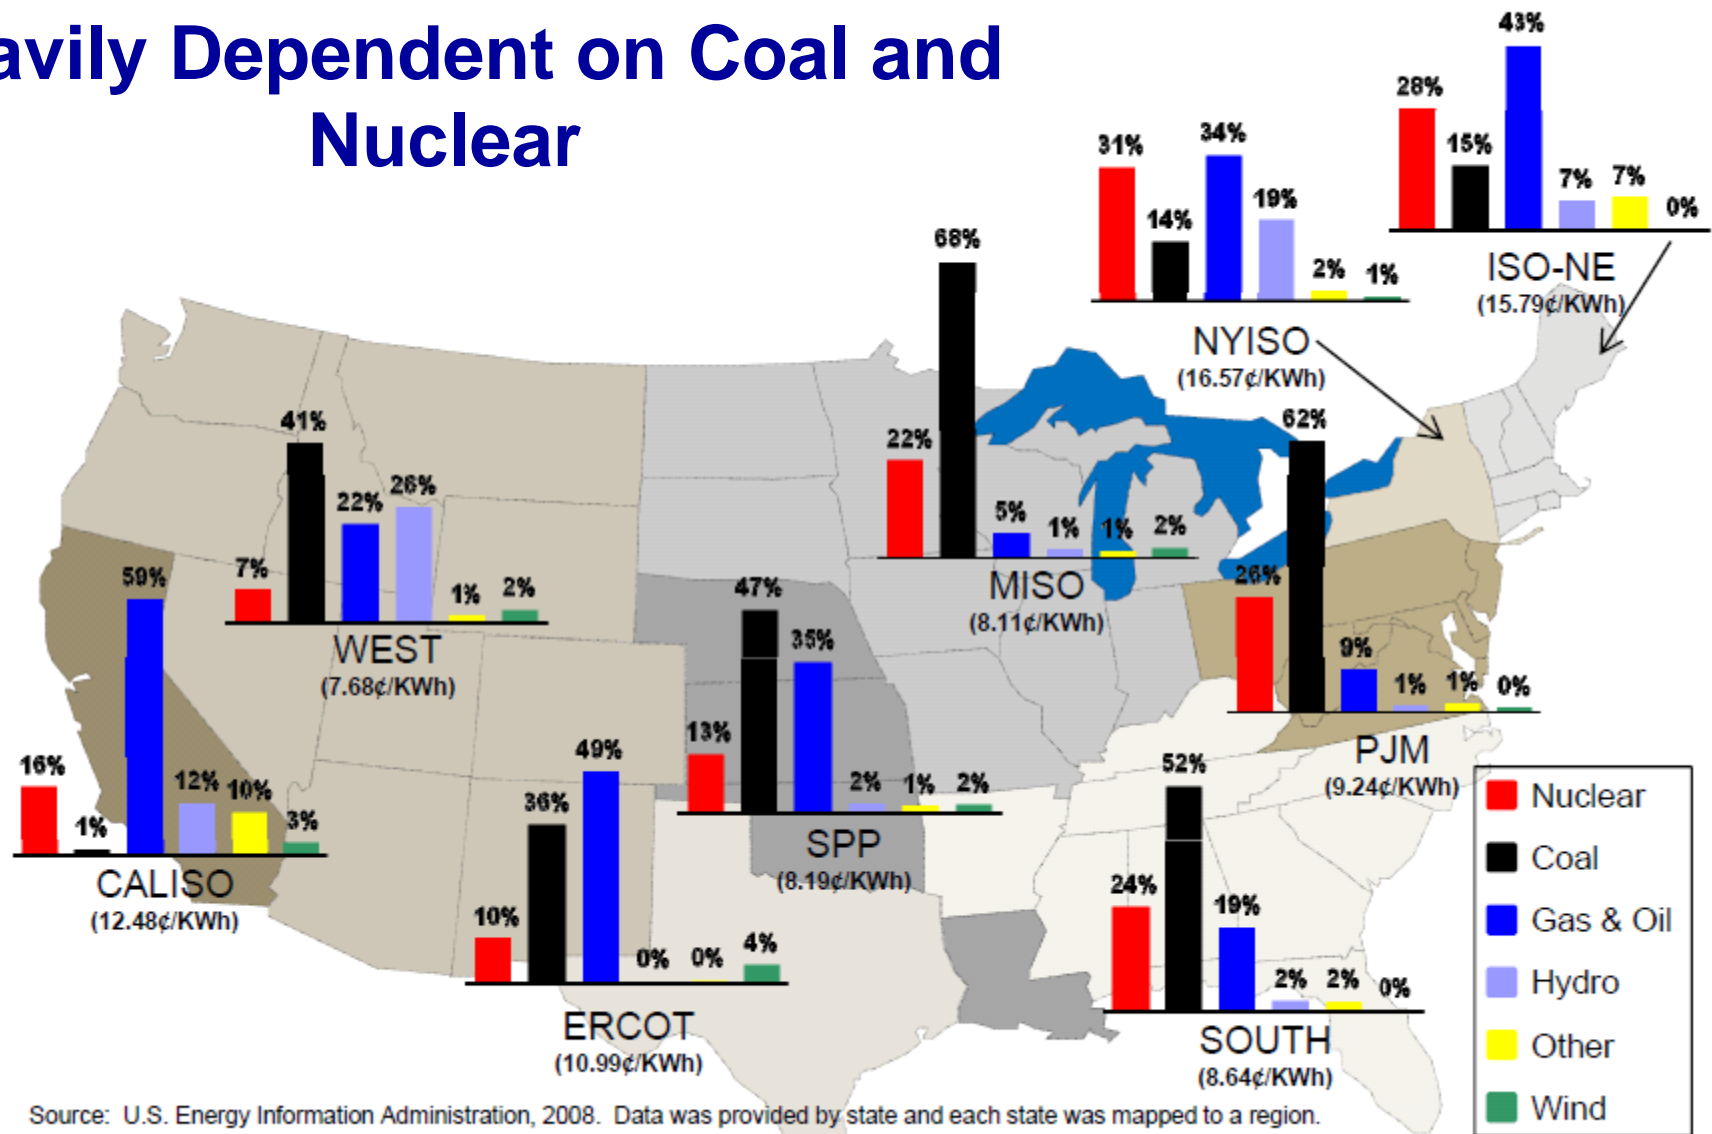 avily Dependent on Coal and
Nuclear
43%
28%
15%
7%
7%
0%
ISO-NE
(15.79¢/KWh)
31%
14%
34%
19%
2%
1%
NYISO
(16.57¢/KWh)
22%
68%
5%
1%
1%
2%
MISO
(8.11¢/KWh)
7%
41%
22%
26%
1%
2%
WEST
(7.68¢/KWh)
26%
62%
9%
1%
1%
0%
PJM
(9.24¢/KWh)
13%
47%
35%
2%
1%
2%
SPP
(8.19¢/KWh)
16%
1%
59%
12%
10%
3%
CALISO
(12.48¢/KWh)
10%
36%
49%
0%
0%
4%
ERCOT
(10.99¢/KWh)
24%
52%
19%
2%
2%
0%
SOUTH
(8.64¢/KWh)
Nuclear
Coal
Gas & Oil
Hydro
Other
Wind
Source: U.S. Energy Information Administration, 2008. Data was provided by state and each state was mapped to a region.